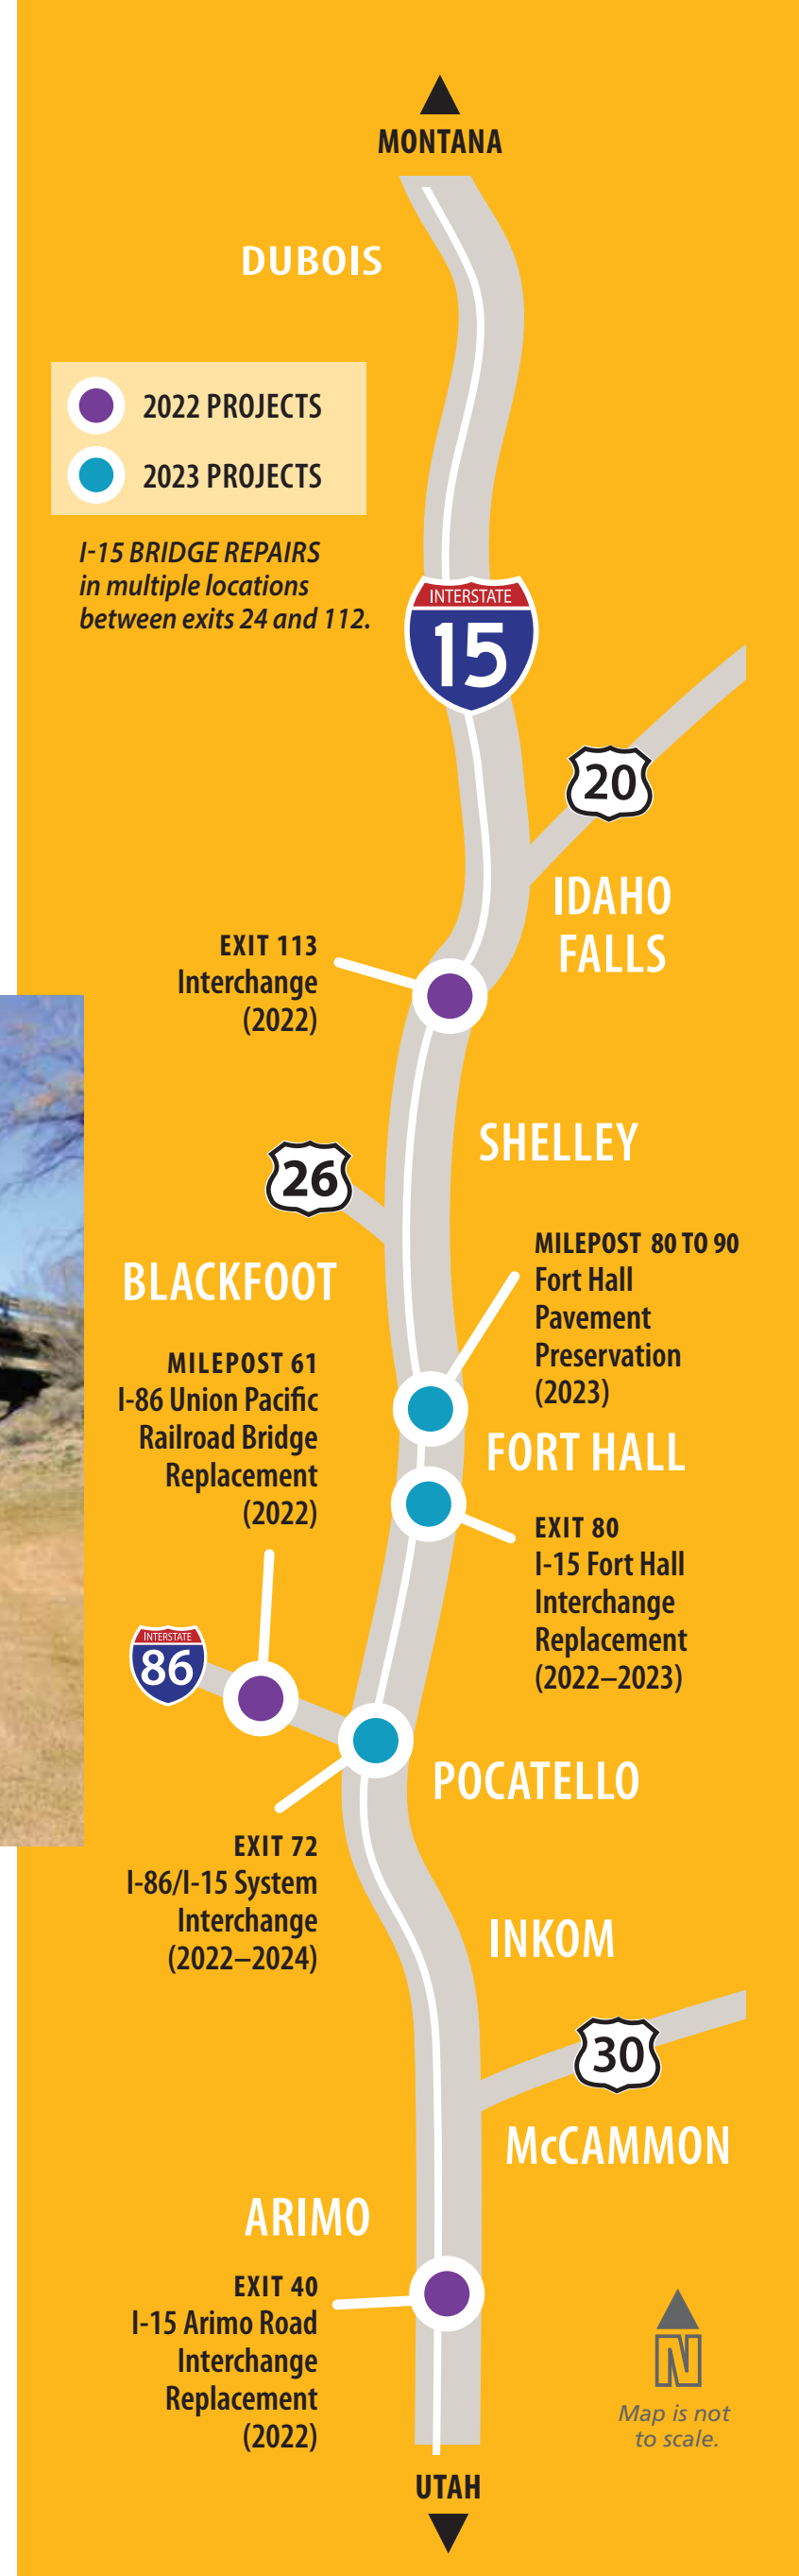 MONTANA
DUBOIS
2022 PROJECTS
2023 PROJECTS
I-15 BRIDGE REPAIRS
in multiple locations
between exits 24 and 112.
INTERSTATE
15
20
IDAHO
FALLS
EXIT 113
Interchange
(2022)
SHELLEY
26
BLACKFOOT
MILEPOST 80 TO 90
Fort Hall
Pavement
Preservation
(2023)
MILEPOST 61
I-86 Union Pacific
Railroad Bridge
Replacement
(2022)
FORT HALL
EXIT 80
I-15 Fort Hall
Interchange
Replacement
(2022–2023)
INTERSTATE
86
POCATELLO
EXIT 72
I-86/I-15 System
Interchange
(2022–2024)
INKOM
30
McCAMMON
ARIMO
EXIT 40
I-15 Arimo Road
Interchange
Replacement
(2022)
N
Map is not
to scale.
UTAH